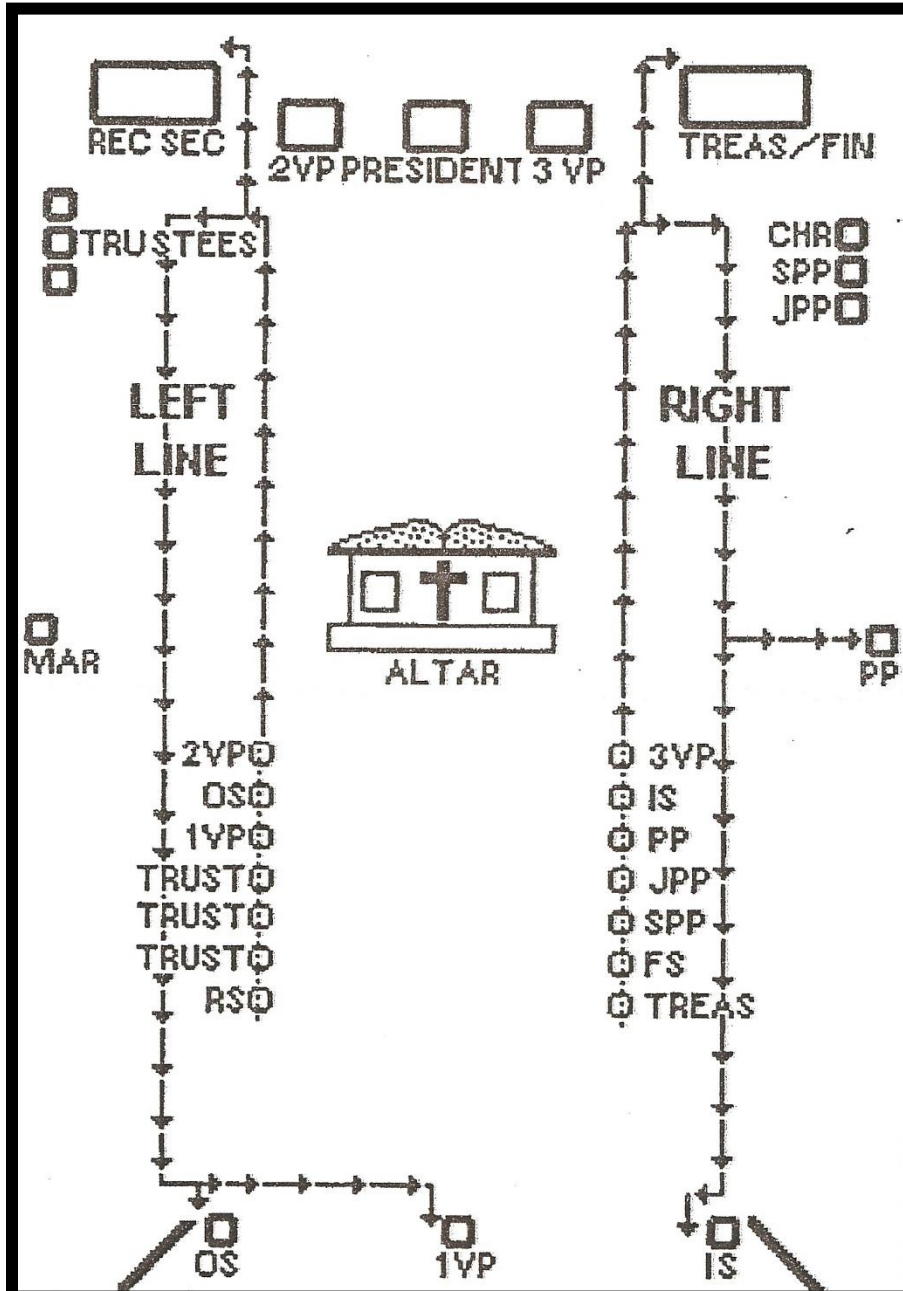 REC SEC
2VP PRESIDENT 3 VP
TREAS/FIN
TRUSTEES
CHR
SPP
JPP
LEFT
LINE
RIGHT
LINE
MAR
ALTAR
PP
2VP
OS
1VP
TRUST
TRUST
TRUST
RS
3VP
IS
PP
JPP
SPP
FS
TREAS
OS
1VP
IS